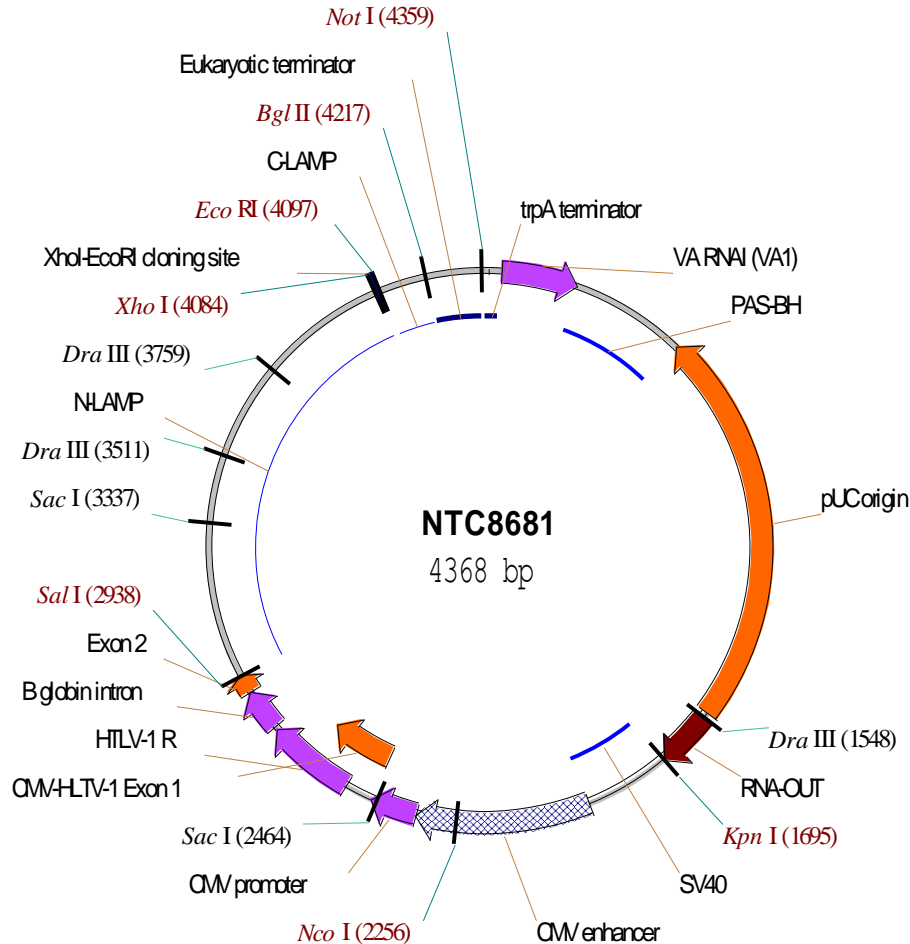 Not I (4359)
Eukaryotic terminator
Bgl II (4217)
C-LAMP
Eco RI (4097)
trpA terminator
XhoI-EcoRI cloning site
VA RNAI (VA1)
Xho I (4084)
PAS-BH
Dra III (3759)
N-LAMP
Dra III (3511)
Sac I (3337)
pUC origin
NTC8681
4368 bp
Sal I (2938)
Exon 2
B globin intron
HTLV-1 R
CMV-HLTV-1 Exon 1
Dra III (1548)
RNA-OUT
Sac I (2464)
Kpn I (1695)
CMV promoter
SV40
Nco I (2256)
CMV enhancer